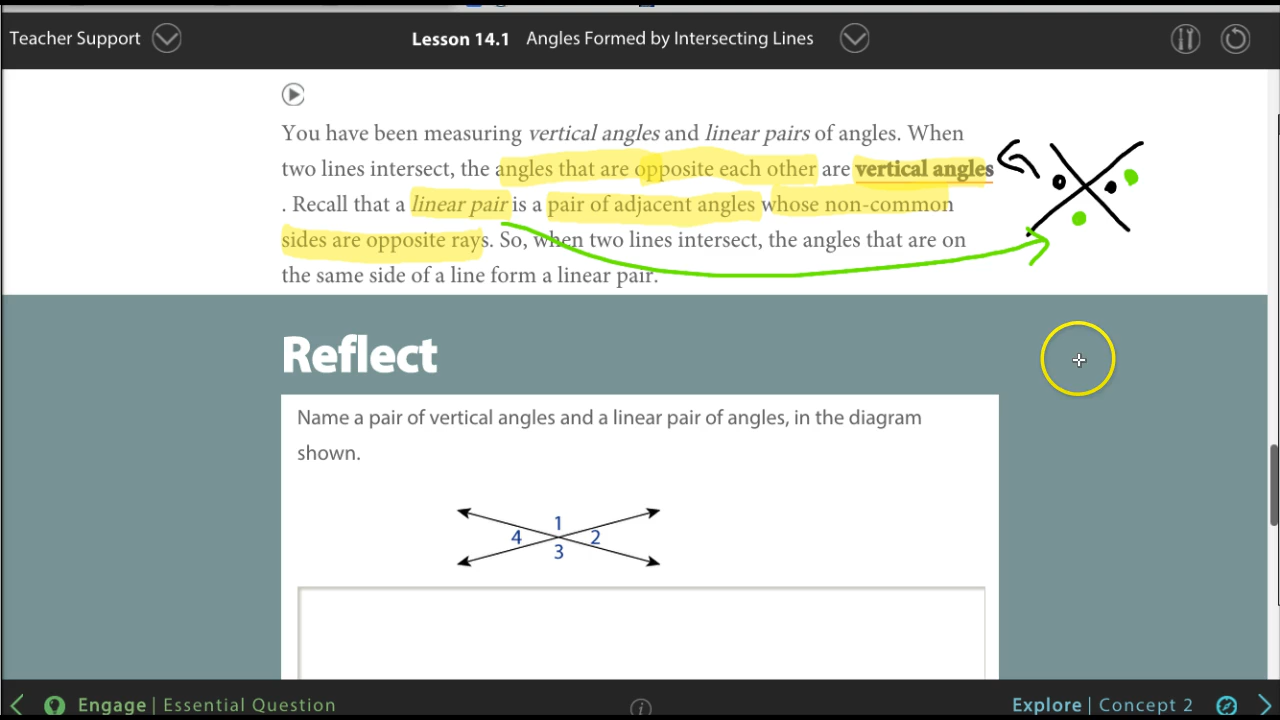 Teacher Support
Lesson 14.1 Angles Formed by Intersecting Lines
You have been measuring vertical angles and linear pairs of angles. When
two lines intersect, the angles that are opposite each other are vertical angles
. Recall that a linear pair is a pair of adjacent angles whose non-common
sides are opposite rays. So, when two lines intersect, the angles that are on
the same side of a line form a linear pair.
Reflect
Name a pair of vertical angles and a linear pair of angles, in the diagram
shown.
1
4 2
3
Engage | Essential Question
i
Explore | Concept 2